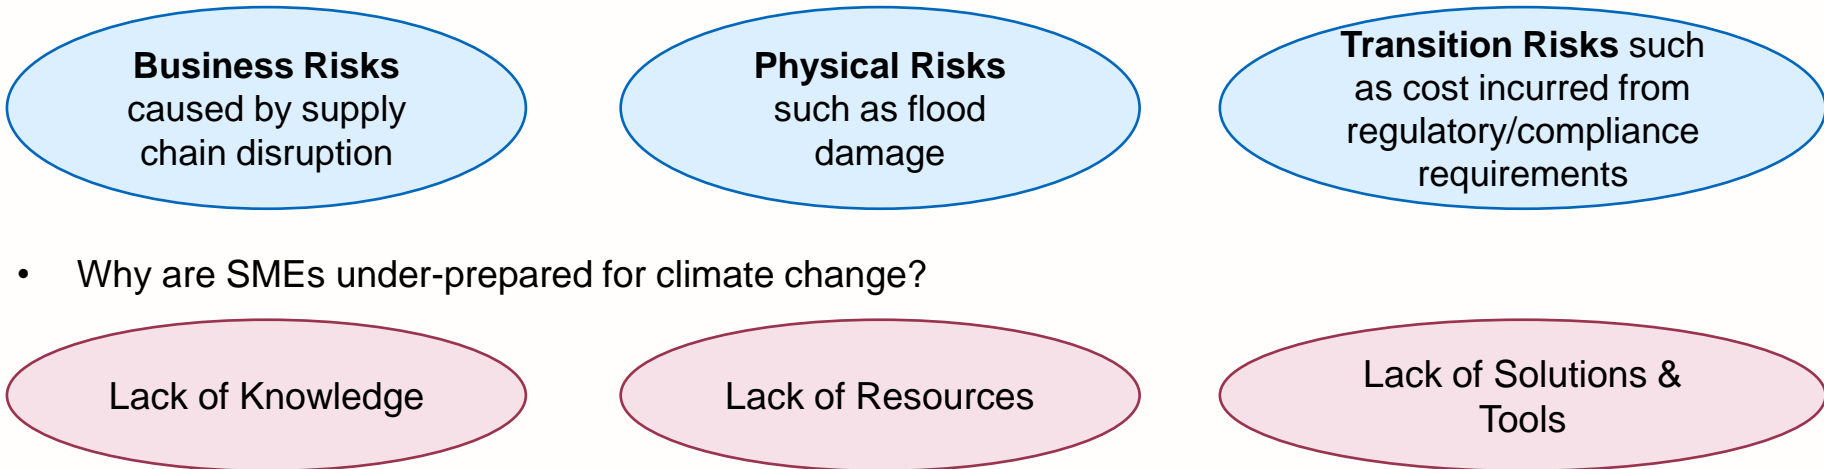 Business Risks
caused by supply
chain disruption
Physical Risks
such as flood
damage
Transition Risks such
as cost incurred from
regulatory/compliance
requirements
• Why are SMEs under-prepared for climate change?
Lack of Knowledge
Lack of Resources
Lack of Solutions &
Tools